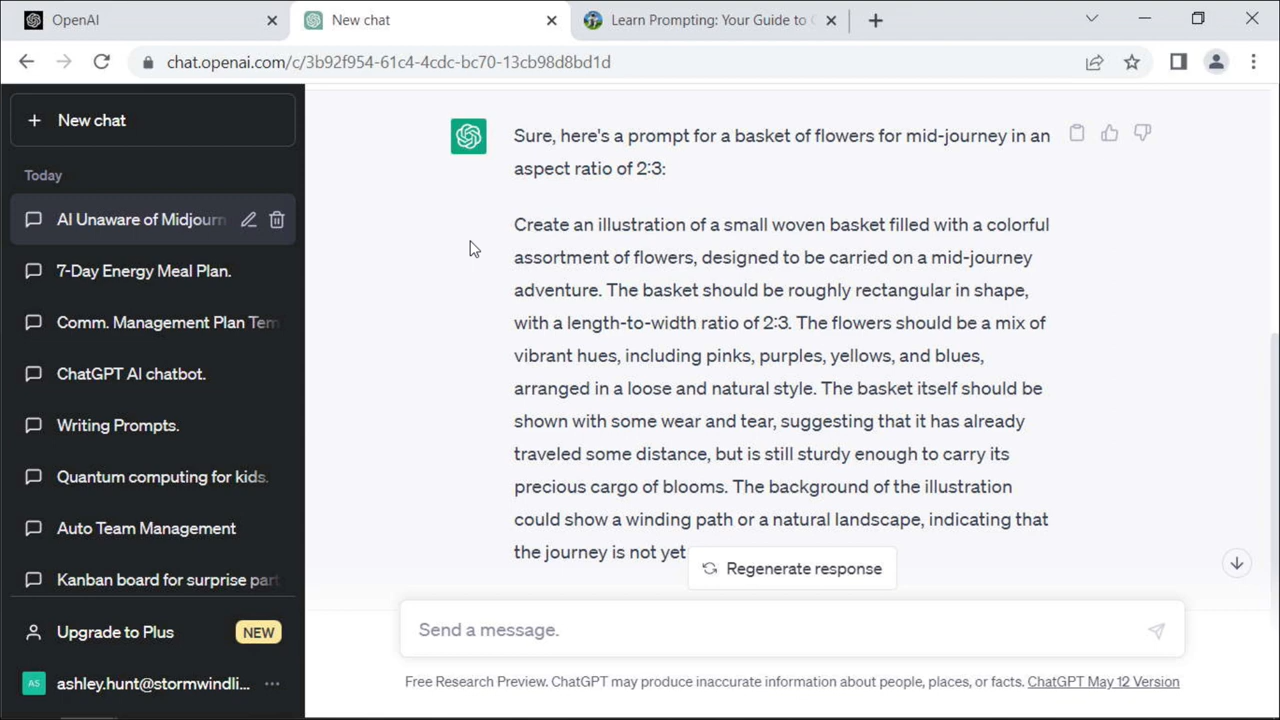 OpenAI
New chat
Learn Prompting: Your Guide to
chat.openai.com/c/3b92f954-61c4-4cdc-bc70-13cb98d8bd1d
New chat
Today
AI Unaware of Midjourn
7-Day Energy Meal Plan.
Comm. Management Plan Tem
ChatGPT AI chatbot.
Writing Prompts.
Quantum computing for kids.
Auto Team Management
Kanban board for surprise part
Upgrade to Plus NEW
AS ashley.hunt@stormwindli...
Sure, here's a prompt for a basket of flowers for mid-journey in an
aspect ratio of 2:3:
Create an illustration of a small woven basket filled with a colorful
assortment of flowers, designed to be carried on a mid-journey
adventure. The basket should be roughly rectangular in shape,
with a length-to-width ratio of 2:3. The flowers should be a mix of
vibrant hues, including pinks, purples, yellows, and blues,
arranged in a loose and natural style. The basket itself should be
shown with some wear and tear, suggesting that it has already
traveled some distance, but is still sturdy enough to carry its
precious cargo of blooms. The background of the illustration
could show a winding path or a natural landscape, indicating that
the journey is not yet
Regenerate response
Send a message.
Free Research Preview. ChatGPT may produce inaccurate information about people, places, or facts. ChatGPT May 12 Version